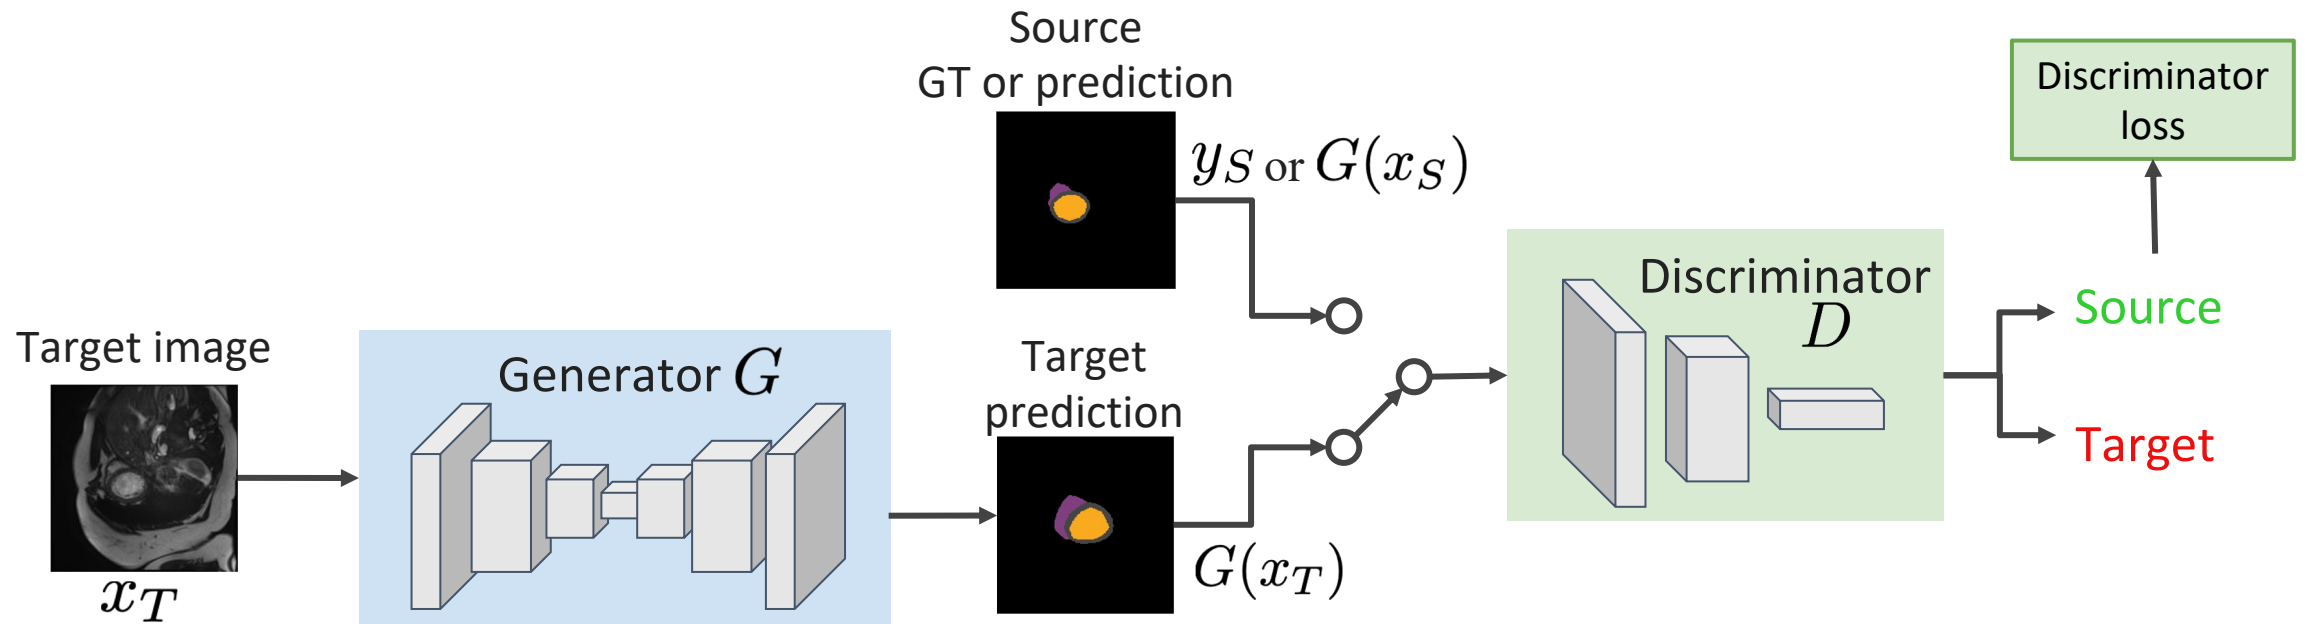 Source
GT or prediction
y_S or G(x_S)
Discriminator
loss
Target image
x_T
Generator G
Target
prediction
G(x_T)
Discriminator
D
Source
Target